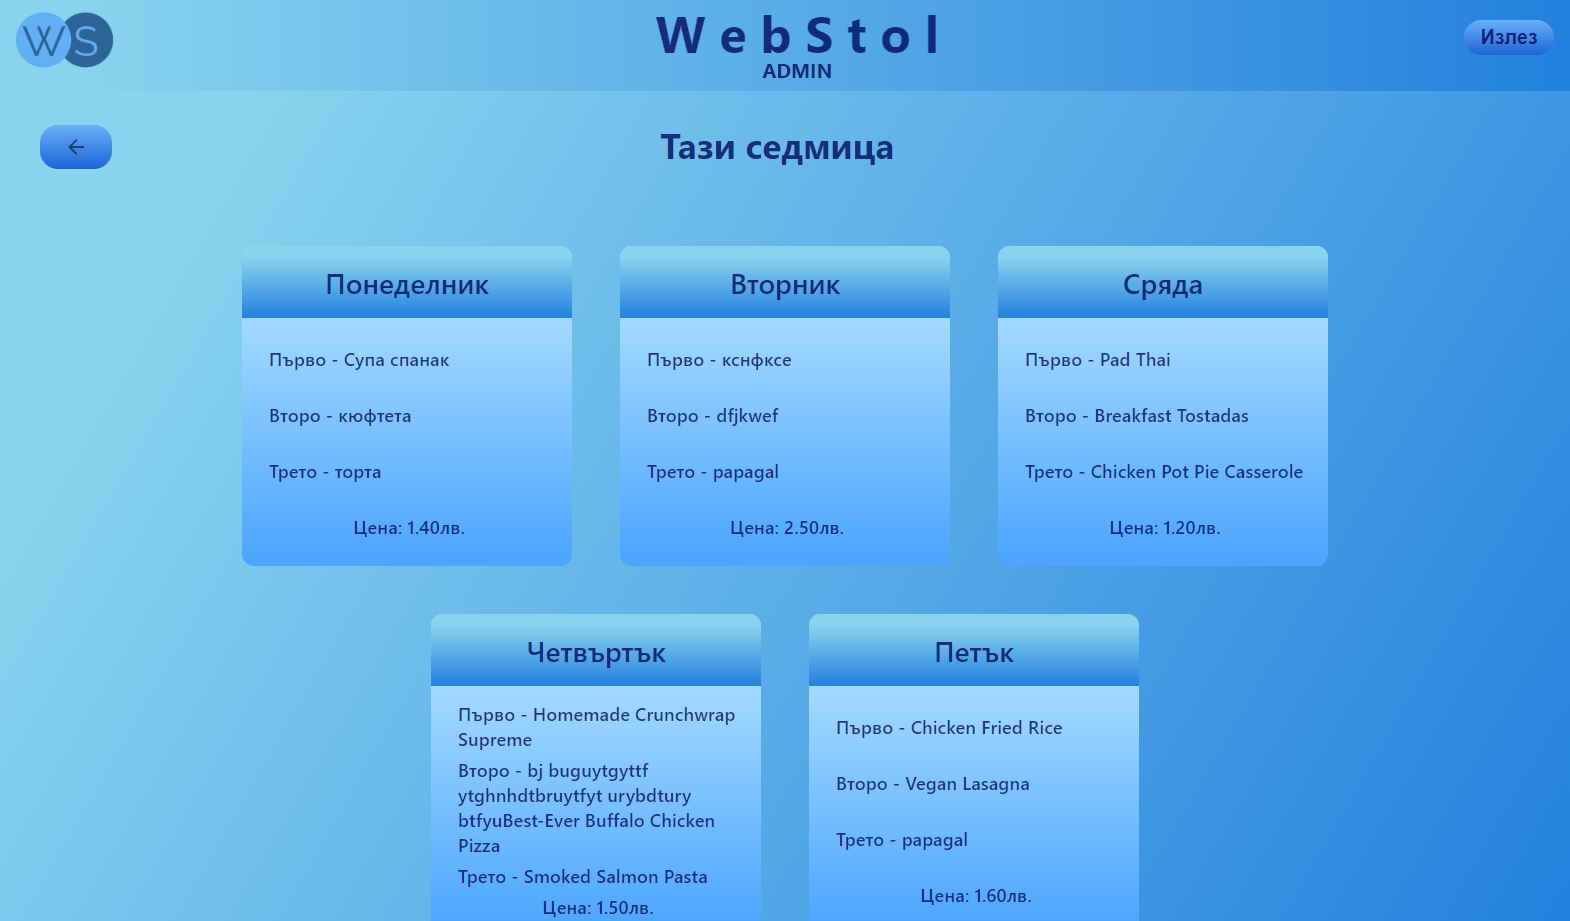 WS
WebStol
Излез
ADMIN
←
Тази седмица
Понеделник
Първо - Супа спанак
Второ - кюфтета
Трето - торта
Цена: 1.40лв.
Вторник
Първо - кснфксе
Второ - dfjkwef
Трето - papagal
Цена: 2.50лв.
Сряда
Първо - Pad Thai
Второ - Breakfast Tostadas
Трето - Chicken Pot Pie Casserole
Цена: 1.20лв.
Четвъртък
Първо - Homemade Crunchwrap
Supreme
Второ - bj buguytgyttf
ytghnhdtbruytfyt urybdtury
btfyuBest-Ever Buffalo Chicken
Pizza
Трето - Smoked Salmon Pasta
Цена: 1.50лв.
Петък
Първо - Chicken Fried Rice
Второ - Vegan Lasagna
Трето - papagal
Цена: 1.60лв.